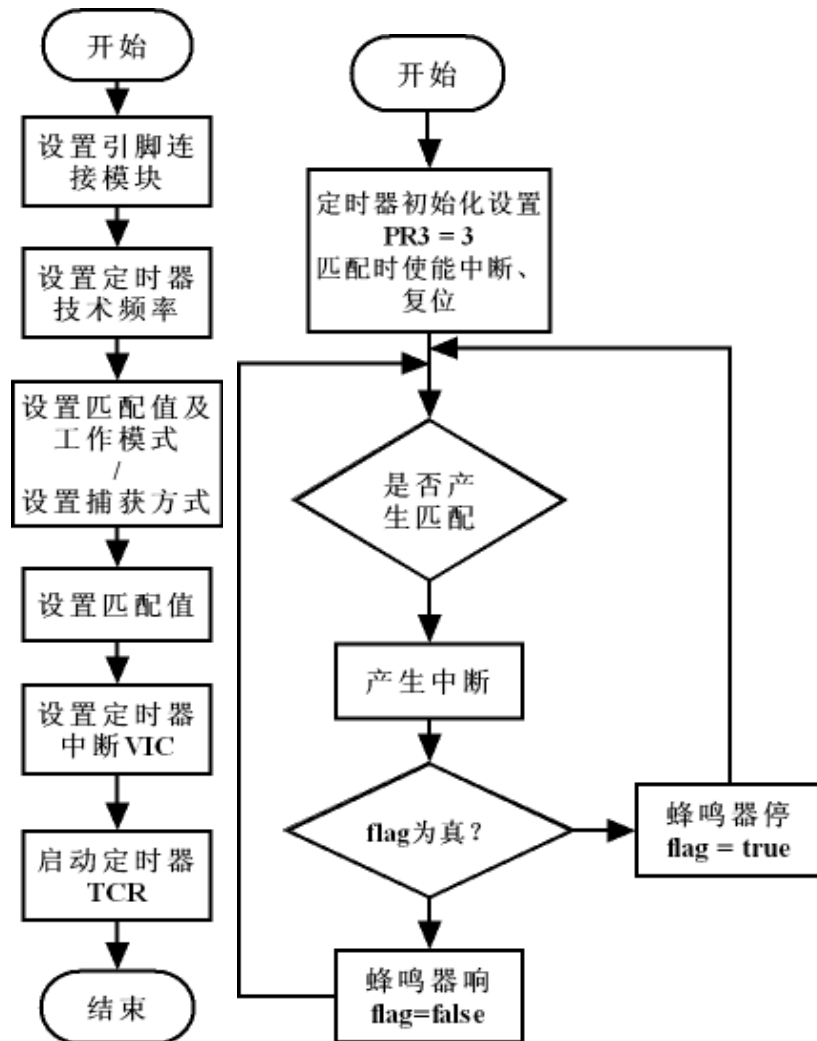 开始
设置引脚连
接模块
设置定时器
技术频率
设置匹配值及
工作模式
/
设置捕获方式
设置匹配值
设置定时器
中断VIC
启动定时器
TCR
结束
开始
定时器初始化设置
PR3 = 3
匹配时使能中断、
复位
是否产
生匹配
产生中断
flag为真？
蜂鸣器停
flag = true
蜂鸣器响
flag=false